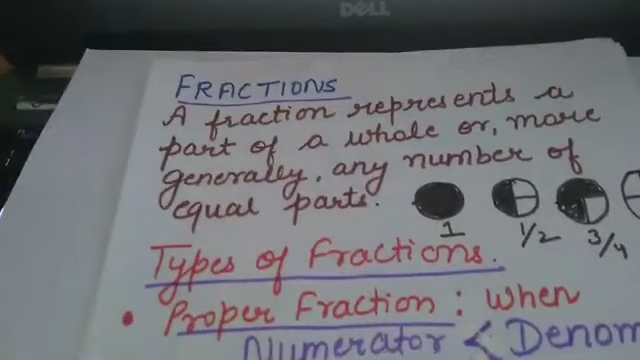 DELL
FRACTIONS
A fraction represents a
part of a whole or, more
generally, any number of
equal parts.
1 1/2 3/4
Types of Fractions.
• Proper Fraction : When
Numerator < Denom